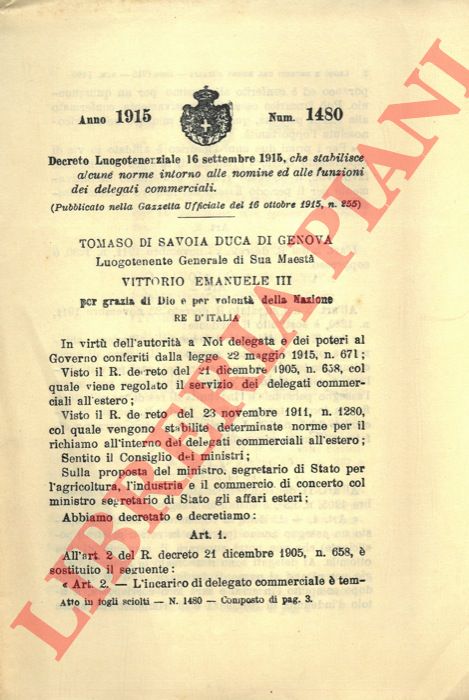 Anno 1915
Num. 1480
Decreto Luogotenenziale 16 settembre 1915, che stabilisce
alcune norme intorno alle nomine ed alle funzioni
dei delegati commerciali.
(Pubblicato nella Gazzetta Ufficiale del 16 ottobre 1915, n. 255)
TOMASO DI SAVOIA DUCA DI GENOVA
Luogotenente Generale di Sua Maestà
VITTORIO EMANUELE III
per grazia di Dio e per volontà della Nazione
RE D'ITALIA
In virtù dell'autorità a Noi delegata e dei poteri al
Governo conferiti dalla legge 22 maggio 1915, n. 671;
Visto il R. decreto del 21 dicembre 1905, n. 658, col
quale viene regolato il servizio dei delegati commer-
ciali all'estero;
Visto il R. decreto del 23 novembre 1911, n. 1280,
col quale vengono stabilite determinate norme per il
richiamo all'interno dei delegati commerciali all'estero;
Sentito il Consiglio dei ministri;
Sulla proposta del ministro, segretario di Stato per
l'agricoltura, l'industria e il commercio, di concerto col
ministro segretario di Stato gli affari esteri;
Abbiamo decretato e decretiamo:
Art. 1.
All'art. 2 del R. decreto 21 dicembre 1905, n. 658, è
sostituito il seguente:
« Art. 2. — L'incarico di delegato commerciale è tem-
Atto in fogli sciolti — N. 1480 — Composto di pag. 3.
LIBRERIA PIANI